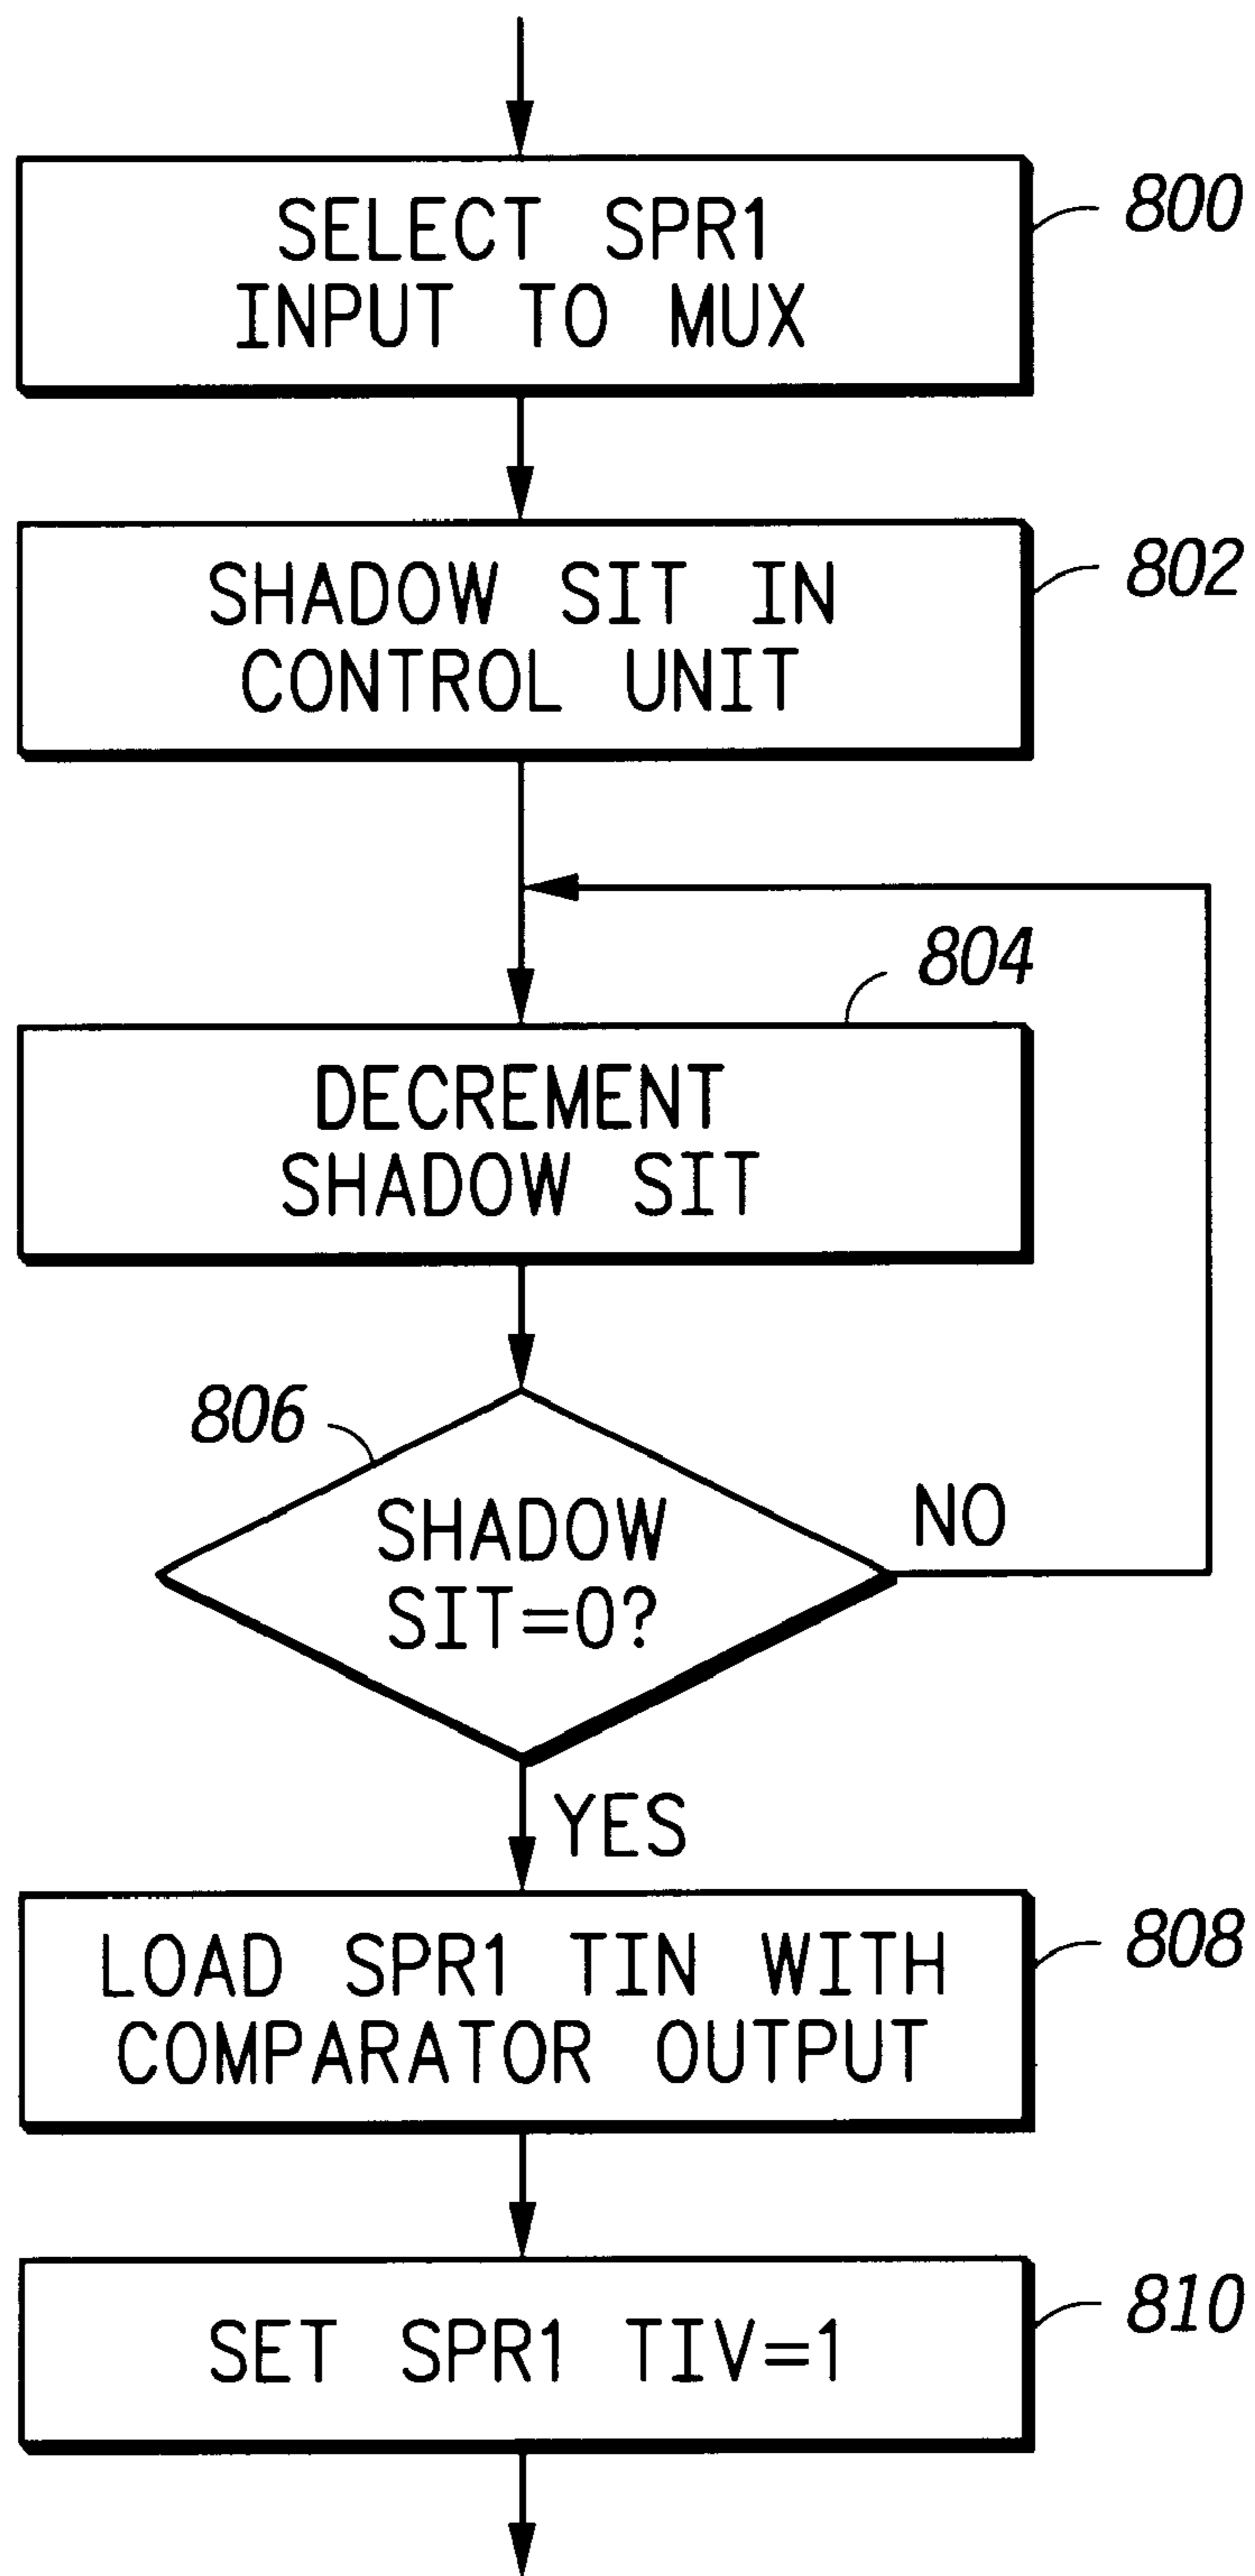 SELECT SPR1
INPUT TO MUX
800
SHADOW SIT IN
CONTROL UNIT
802
804
DECREMENT
SHADOW SIT
806
SHADOW
SIT=0?
NO
YES
LOAD SPR1 TIN WITH
COMPARATOR OUTPUT
808
SET SPR1 TIV=1
810